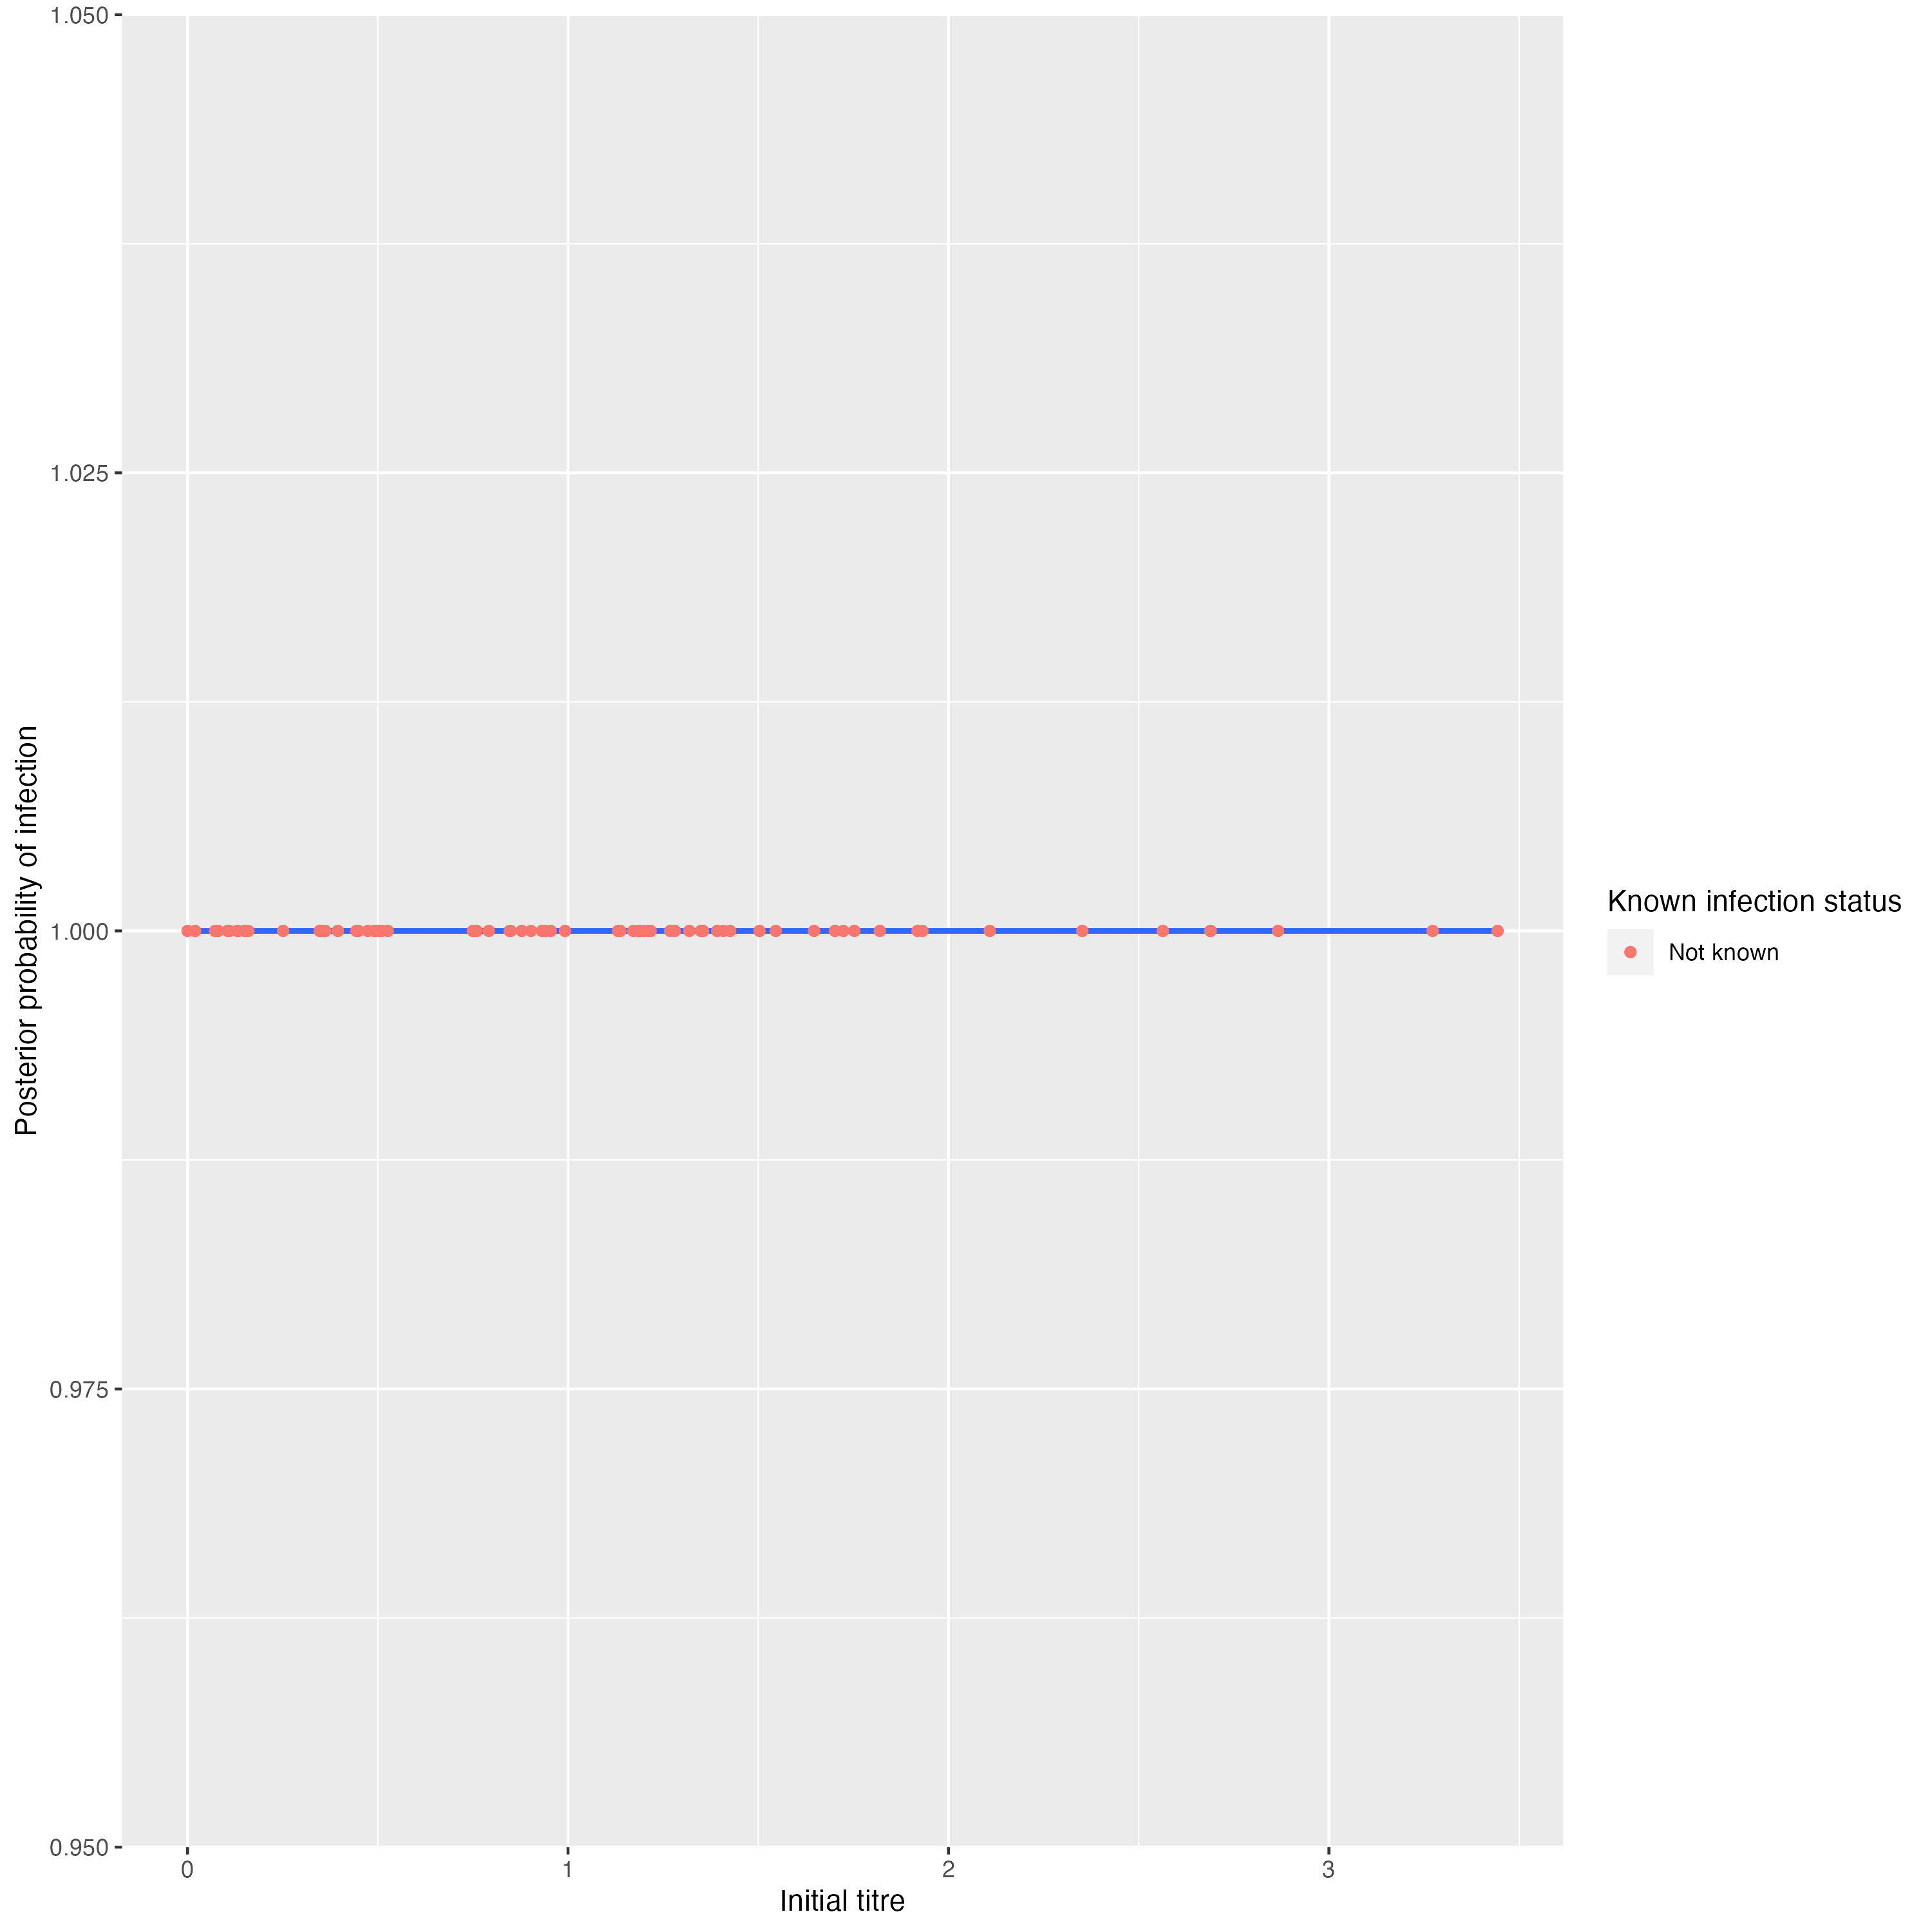 1.050
1.025
1.000
0.975
0.950
Posterior probability of infection
0
1
2
3
Initial titre
Known infection status
Not known